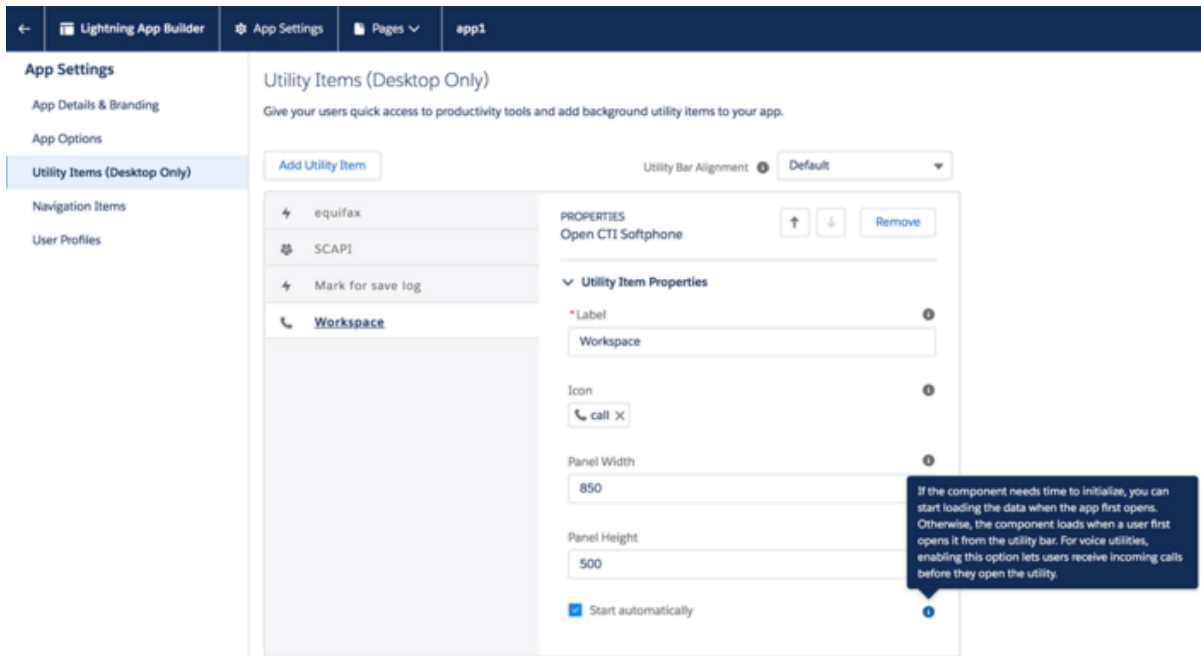 Lightning App Builder
App Settings
Pages
app1
App Settings
App Details & Branding
App Options
Utility Items (Desktop Only)
Navigation Items
User Profiles
Utility Items (Desktop Only)
Give your users quick access to productivity tools and add background utility items to your app.
Add Utility Item
Utility Bar Alignment
Default
equifax
SCAPI
Mark for save log
Workspace
PROPERTIES
Open CTI Softphone
Remove
Utility Item Properties
*Label
Workspace
Icon
call
Panel Width
850
Panel Height
500
Start automatically
If the component needs time to initialize, you can
start loading the data when the app first opens.
Otherwise, the component loads when a user first
opens it from the utility bar. For voice utilities,
enabling this option lets users receive incoming calls
before they open the utility.